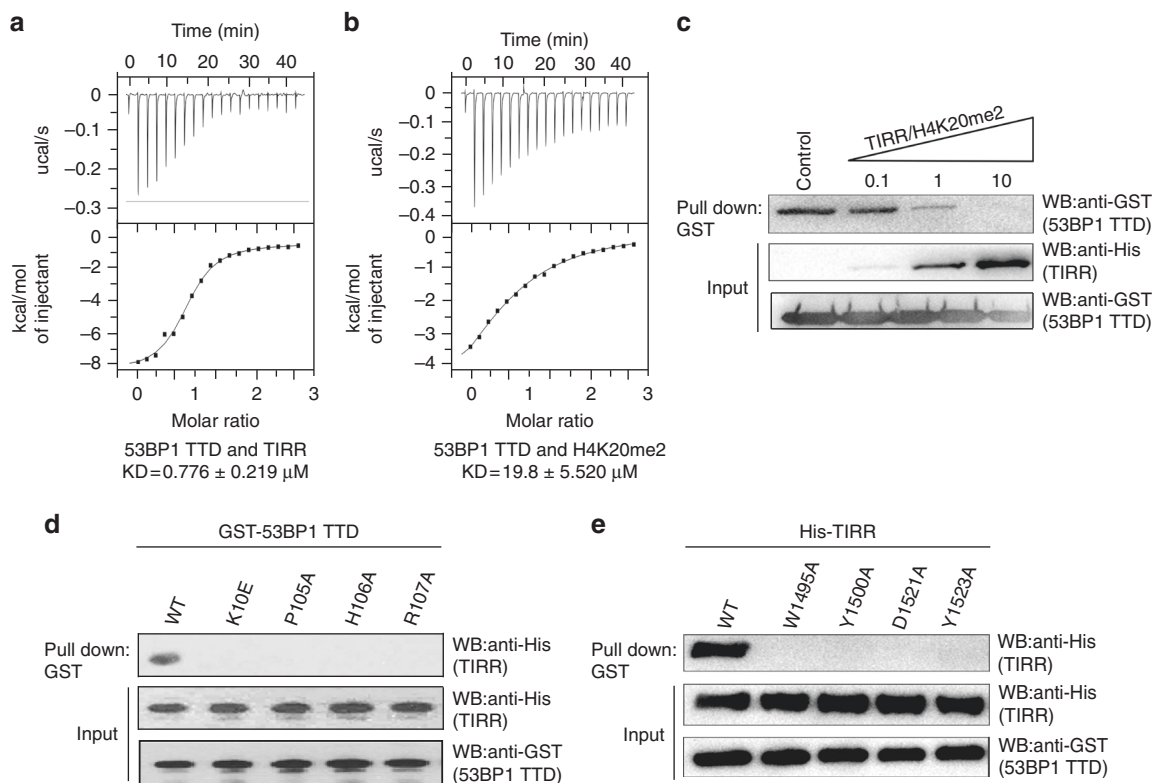 a
Time (min)
0 10 20 30 40
0
–0.1
–0.2
–0.3
ucal/s
0
–2
–4
–6
–8
kcal/mol
of injectant
0 1 2 3
Molar ratio
53BP1 TTD and TIRR
KD=0.776 ± 0.219 μM
b
Time (min)
0 10 20 30 40
0
–0.1
–0.2
–0.3
–0.4
ucal/s
0
–1
–2
–3
–4
kcal/mol
of injectant
0 1 2 3
Molar ratio
53BP1 TTD and H4K20me2
KD=19.8 ± 5.520 μM
c
Control
TIRR/H4K20me2
0.1 1 10
Pull down:
GST
WB:anti-GST
(53BP1 TTD)
Input
WB:anti-His
(TIRR)
WB:anti-GST
(53BP1 TTD)
d
GST-53BP1 TTD
WT K10E P105A H106A R107A
Pull down:
GST
WB:anti-His
(TIRR)
Input
WB:anti-His
(TIRR)
WB:anti-GST
(53BP1 TTD)
e
His-TIRR
WT W1495A Y1500A D1521A Y1523A
Pull down:
GST
WB:anti-His
(TIRR)
Input
WB:anti-His
(TIRR)
WB:anti-GST
(53BP1 TTD)